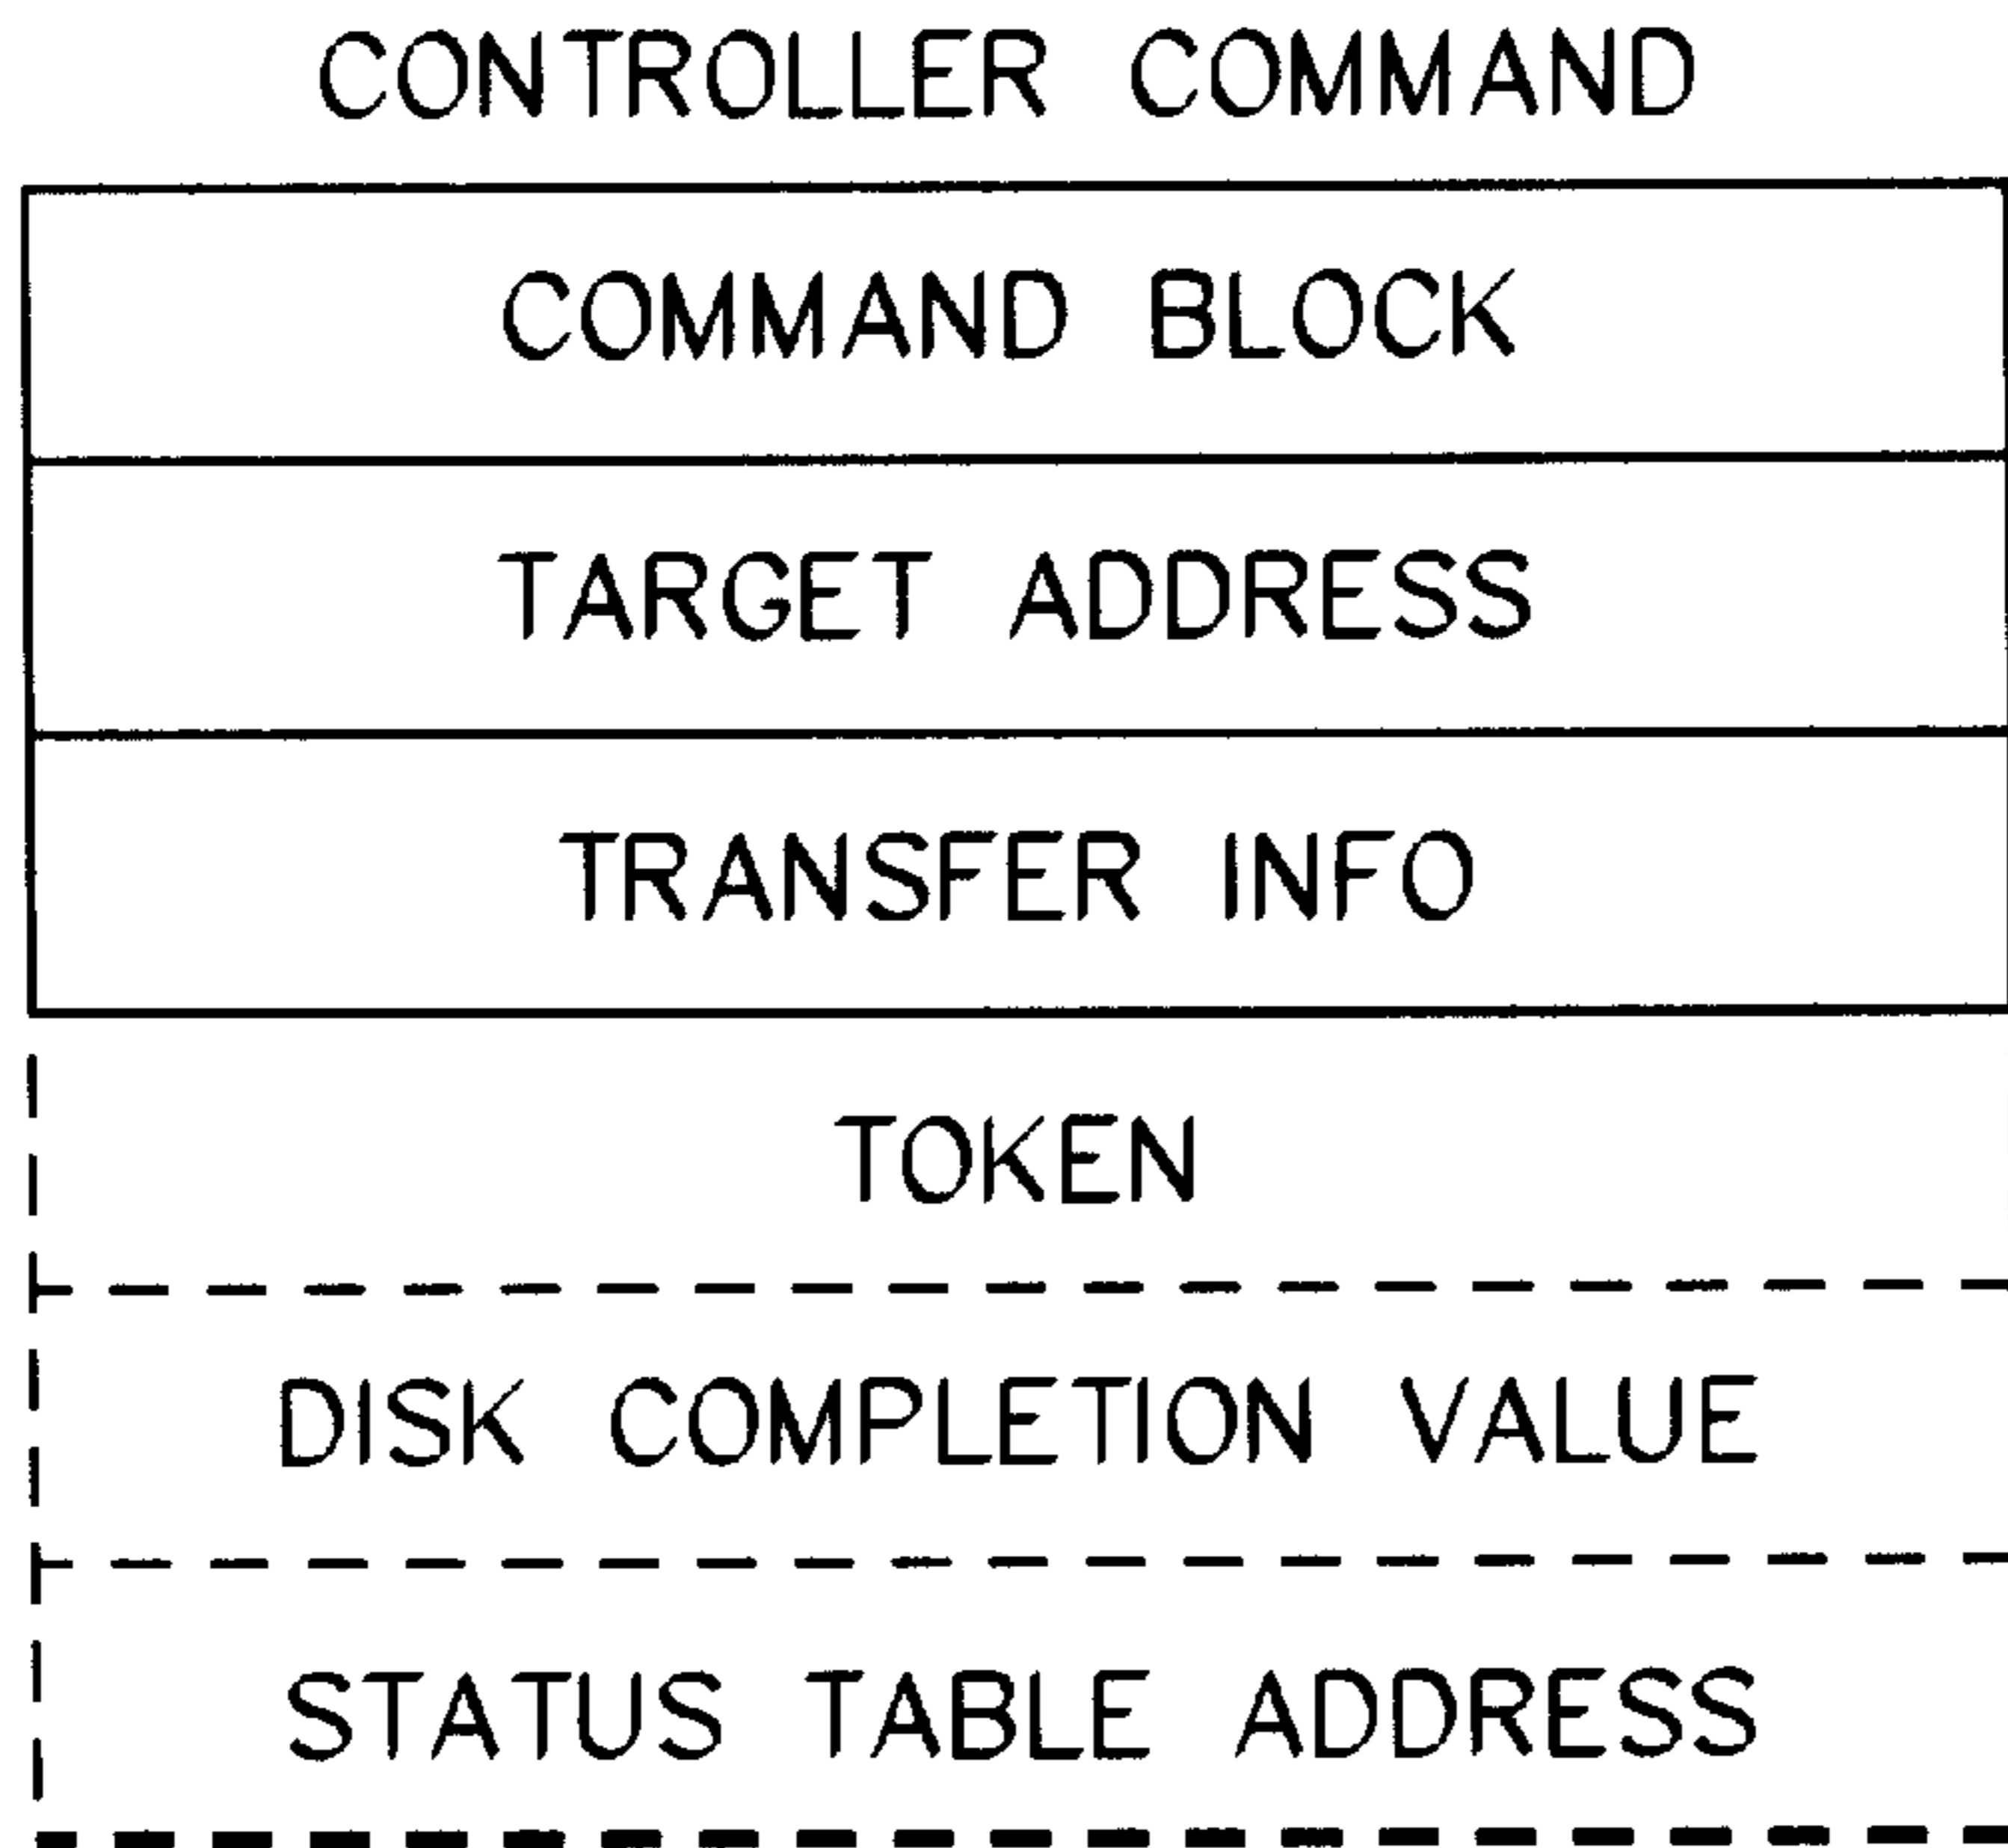 CONTROLLER COMMAND
COMMAND BLOCK
TARGET ADDRESS
TRANSFER INFO
TOKEN
DISK COMPLETION VALUE
STATUS TABLE ADDRESS